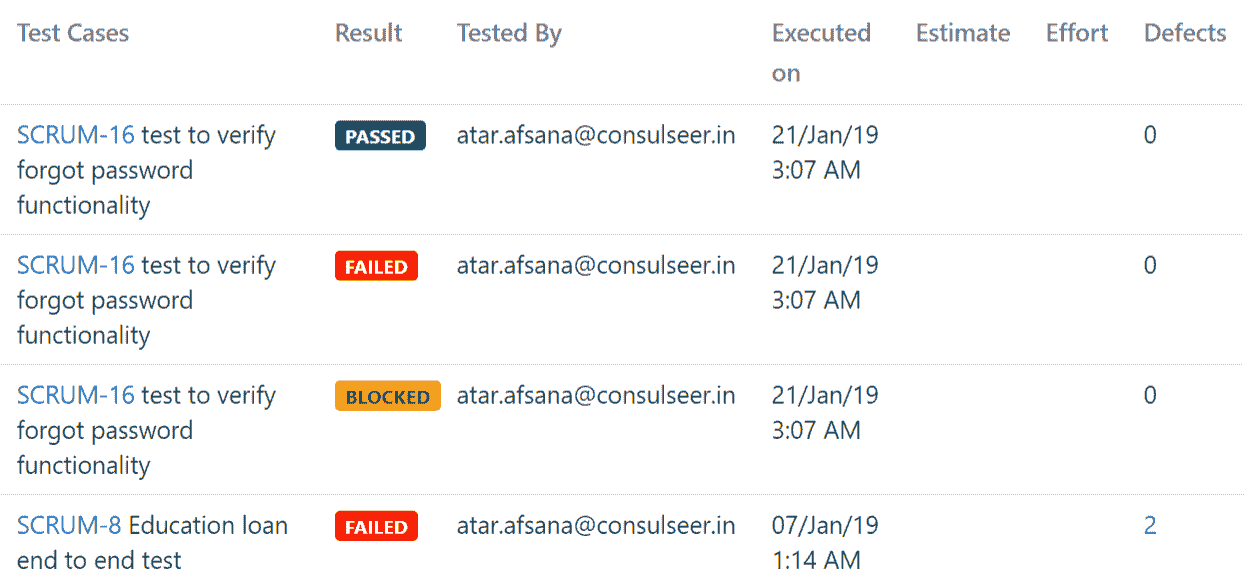 Test Cases Result Tested By Executed on Estimate Effort Defects
SCRUM-16 test to verify forgot password functionality PASSED atar.afsana@consulseer.in 21/Jan/19 3:07 AM 0
SCRUM-16 test to verify forgot password functionality FAILED atar.afsana@consulseer.in 21/Jan/19 3:07 AM 0
SCRUM-16 test to verify forgot password functionality BLOCKED atar.afsana@consulseer.in 21/Jan/19 3:07 AM 0
SCRUM-8 Education loan end to end test FAILED atar.afsana@consulseer.in 07/Jan/19 1:14 AM 2